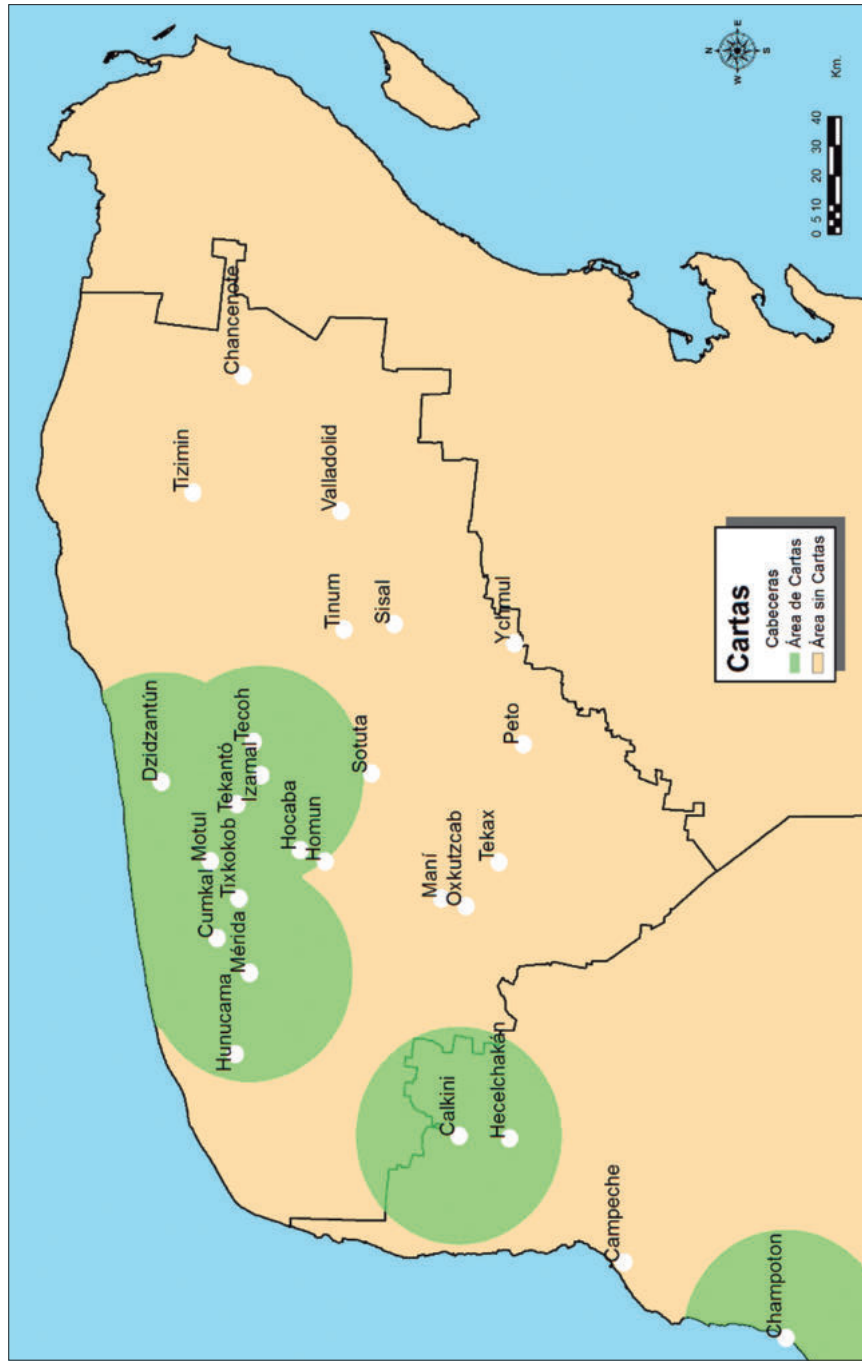 Dzidzantún
Tizimin
Motul
Cumkal
Tekantó
Tixkokob
Tecoh
Izamal
Hunucama
Mérida
Chancenote
Hocaba
Homun
Valladolid
Tinum
Sotuta
Sisal
Maní
Oxkutzcab
Tekax
Peto
Ychmul
Calkini
Hecelchakán
Campeche
Champoton
Cartas
Cabeceras
Área de Cartas
Área sin Cartas
N
W
E
S
0 5 10 20 30 40
Km.